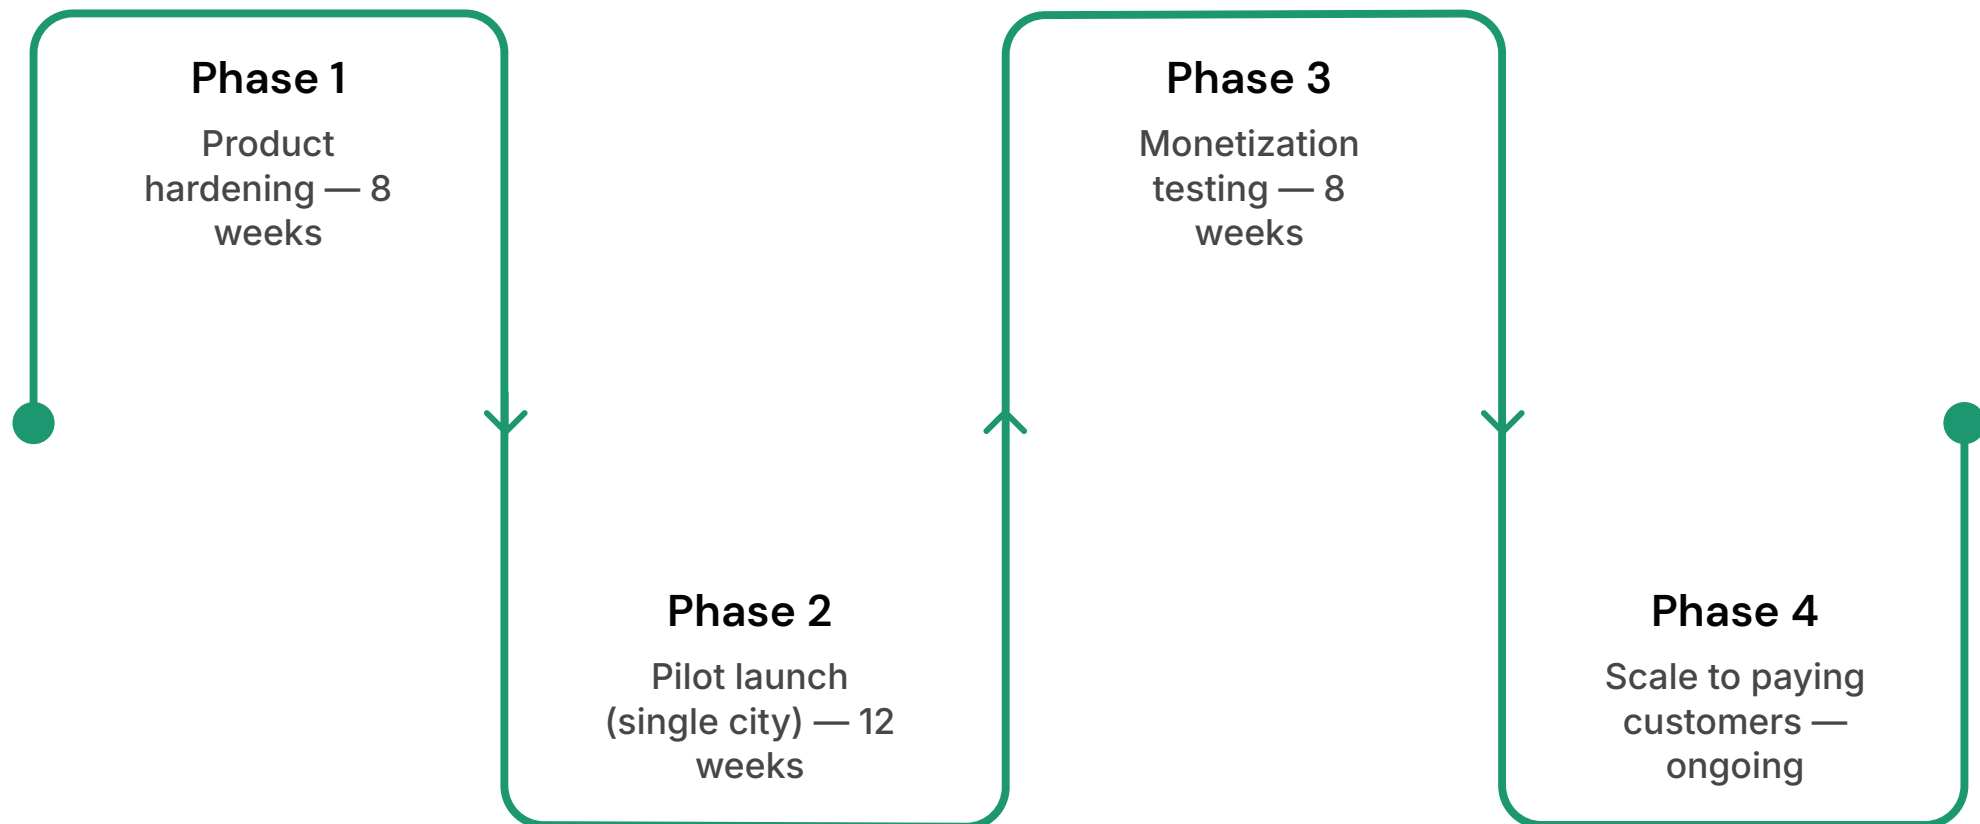 Phase 1
Product
hardening — 8
weeks
Phase 2
Pilot launch
(single city) — 12
weeks
Phase 3
Monetization
testing — 8
weeks
Phase 4
Scale to paying
customers —
ongoing